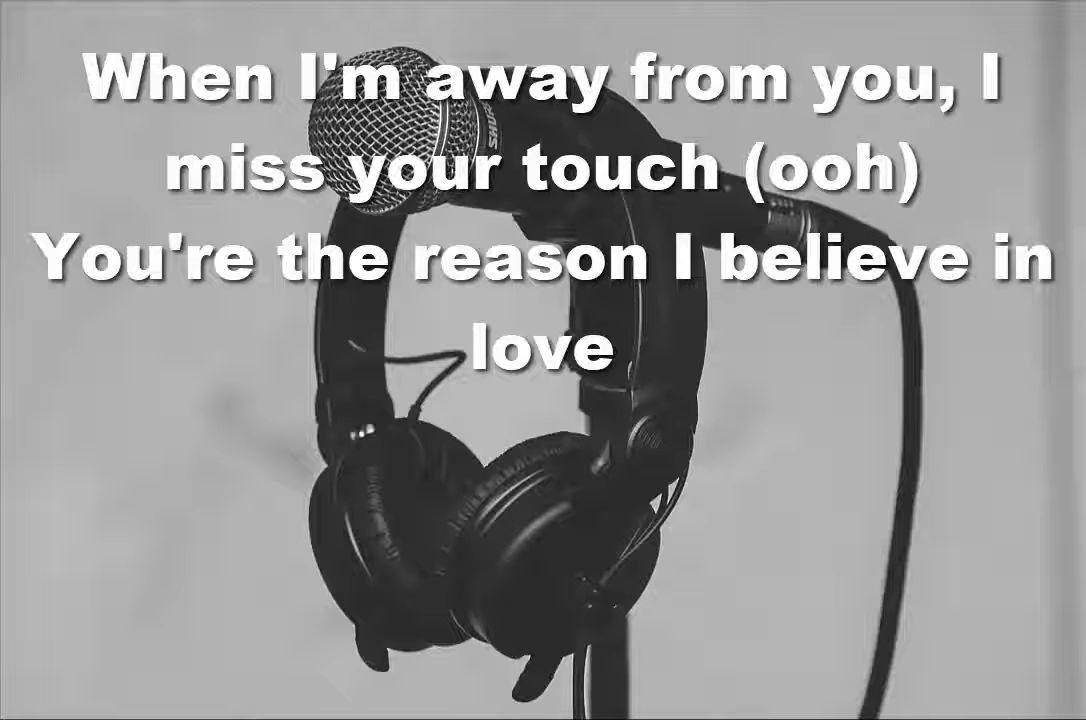 When I'm away from you, I
miss your touch (ooh)
You're the reason I believe in
love